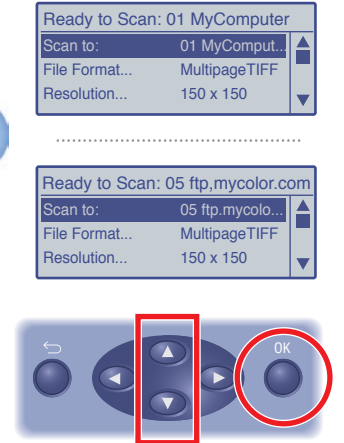 Ready to Scan: 01 MyComputer
Scan to: 01 MyComput...
File Format... MultipageTIFF
Resolution... 150 x 150
Ready to Scan: 05 ftp,mycolor.com
Scan to: 05 ftp.mycolo...
File Format... MultipageTIFF
Resolution... 150 x 150
OK